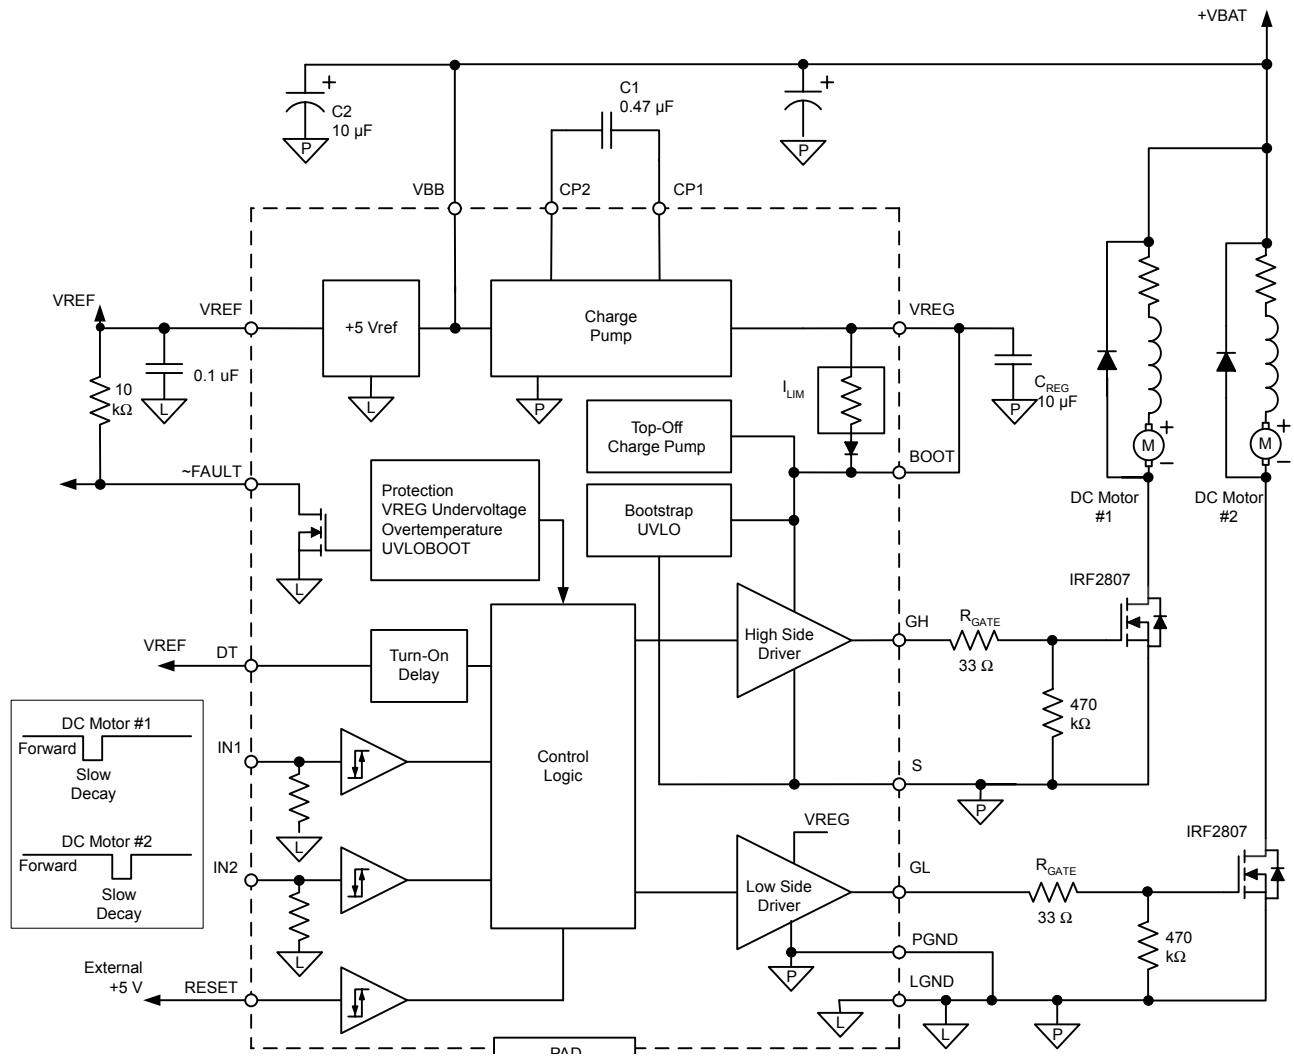 +VBAT
+
C2
10 µF
P
C1
0.47 µF
+
P
VBB
CP2
CP1
VREF
VREF
+5 Vref
Charge
Pump
VREG
10
kΩ
0.1 uF
L
L
P
I LIM
C REG
10 µF
P
Top-Off
Charge Pump
BOOT
+
M
–
+
M
–
DC Motor
#1
DC Motor
#2
~FAULT
Protection
VREG Undervoltage
Overtemperature
UVLOBOOT
Bootstrap
UVLO
L
IRF2807
VREF
DT
Turn-On
Delay
High Side
Driver
GH
R GATE
33 Ω
470
kΩ
DC Motor #1
Forward
Slow
Decay
DC Motor #2
Forward
Slow
Decay
IN1
L
Control
Logic
S
P
IN2
L
VREG
Low Side
Driver
GL
R GATE
33 Ω
IRF2807
470
kΩ
P
PGND
LGND
External
+5 V
RESET
L
L
P
PAD